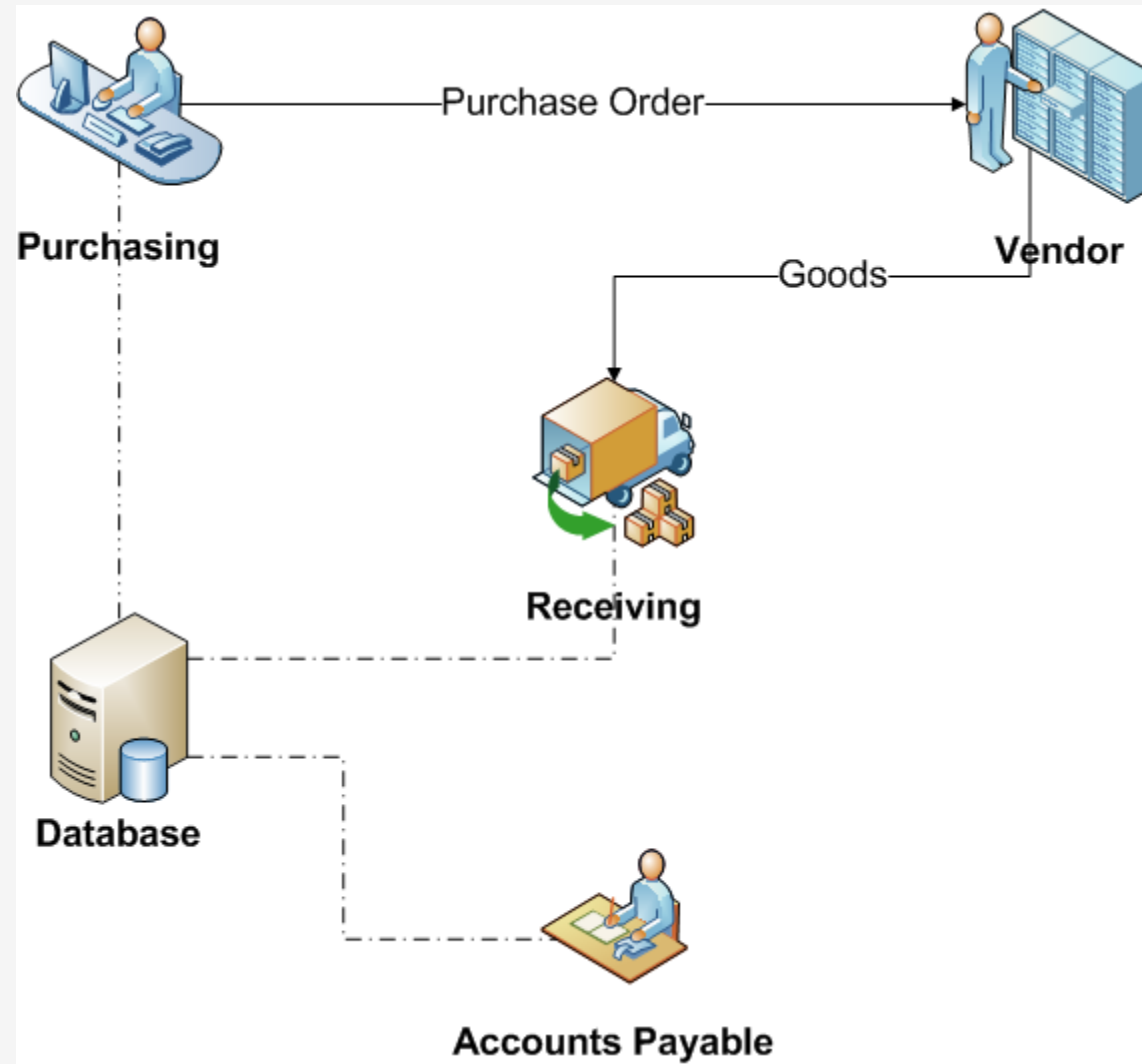 Purchase Order
Purchasing
Vendor
Goods
Receiving
Database
Accounts Payable